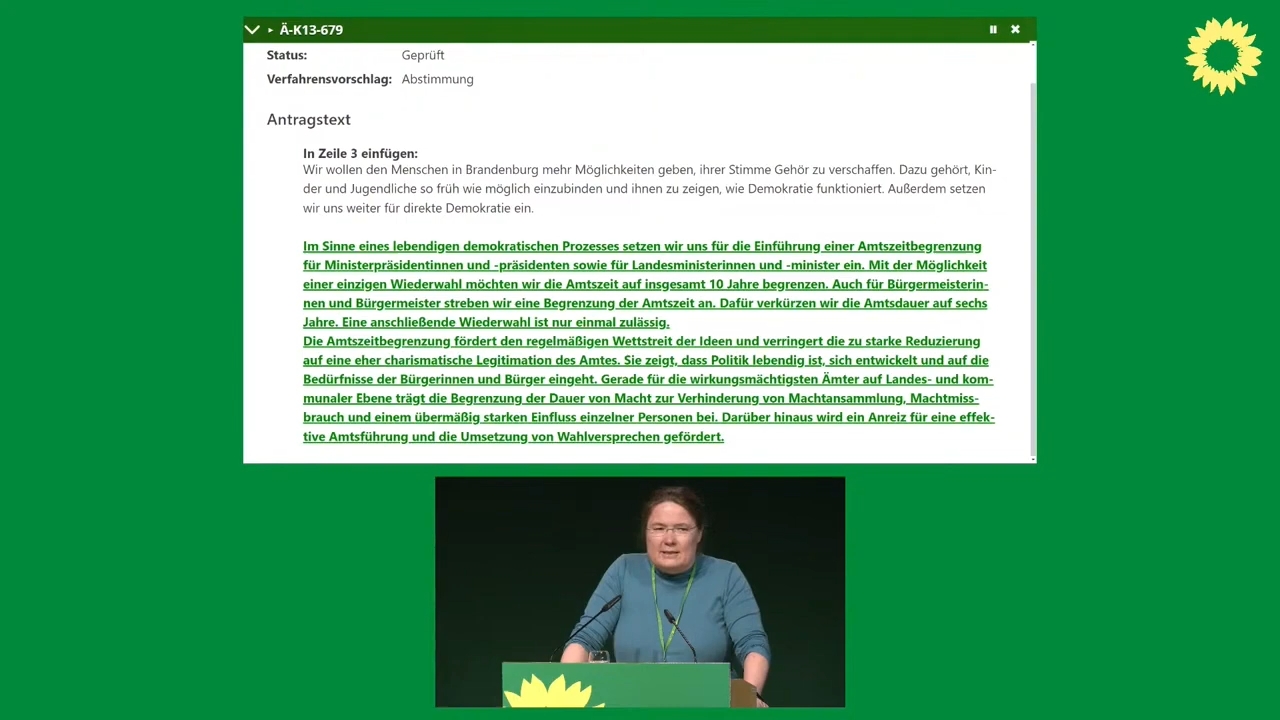 Ä-K13-679
Status: Geprüft
Verfahrensvorschlag: Abstimmung
Antragstext
In Zeile 3 einfügen:
Wir wollen den Menschen in Brandenburg mehr Möglichkeiten geben, ihrer Stimme Gehör zu verschaffen. Dazu gehört, Kin-
der und Jugendliche so früh wie möglich einzubinden und ihnen zu zeigen, wie Demokratie funktioniert. Außerdem setzen
wir uns weiter für direkte Demokratie ein.
Im Sinne eines lebendigen demokratischen Prozesses setzen wir uns für die Einführung einer Amtszeitbegrenzung
für Ministerpräsidentinnen und -präsidenten sowie für Landesministerinnen und -minister ein. Mit der Möglichkeit
einer einzigen Wiederwahl möchten wir die Amtszeit auf insgesamt 10 Jahre begrenzen. Auch für Bürgermeisterin-
nen und Bürgermeister streben wir eine Begrenzung der Amtszeit an. Dafür verkürzen wir die Amtsdauer auf sechs
Jahre. Eine anschließende Wiederwahl ist nur einmal zulässig.
Die Amtszeitbegrenzung fördert den regelmäßigen Wettstreit der Ideen und verringert die zu starke Reduzierung
auf eine eher charismatische Legitimation des Amtes. Sie zeigt, dass Politik lebendig ist, sich entwickelt und auf die
Bedürfnisse der Bürgerinnen und Bürger eingeht. Gerade für die wirkungsmächtigsten Ämter auf Landes- und kom-
munaler Ebene trägt die Begrenzung der Dauer von Macht zur Verhinderung von Machtansammlung, Machtmiss-
brauch und einem übermäßig starken Einfluss einzelner Personen bei. Darüber hinaus wird ein Anreiz für eine effek-
tive Amtsführung und die Umsetzung von Wahlversprechen gefördert.